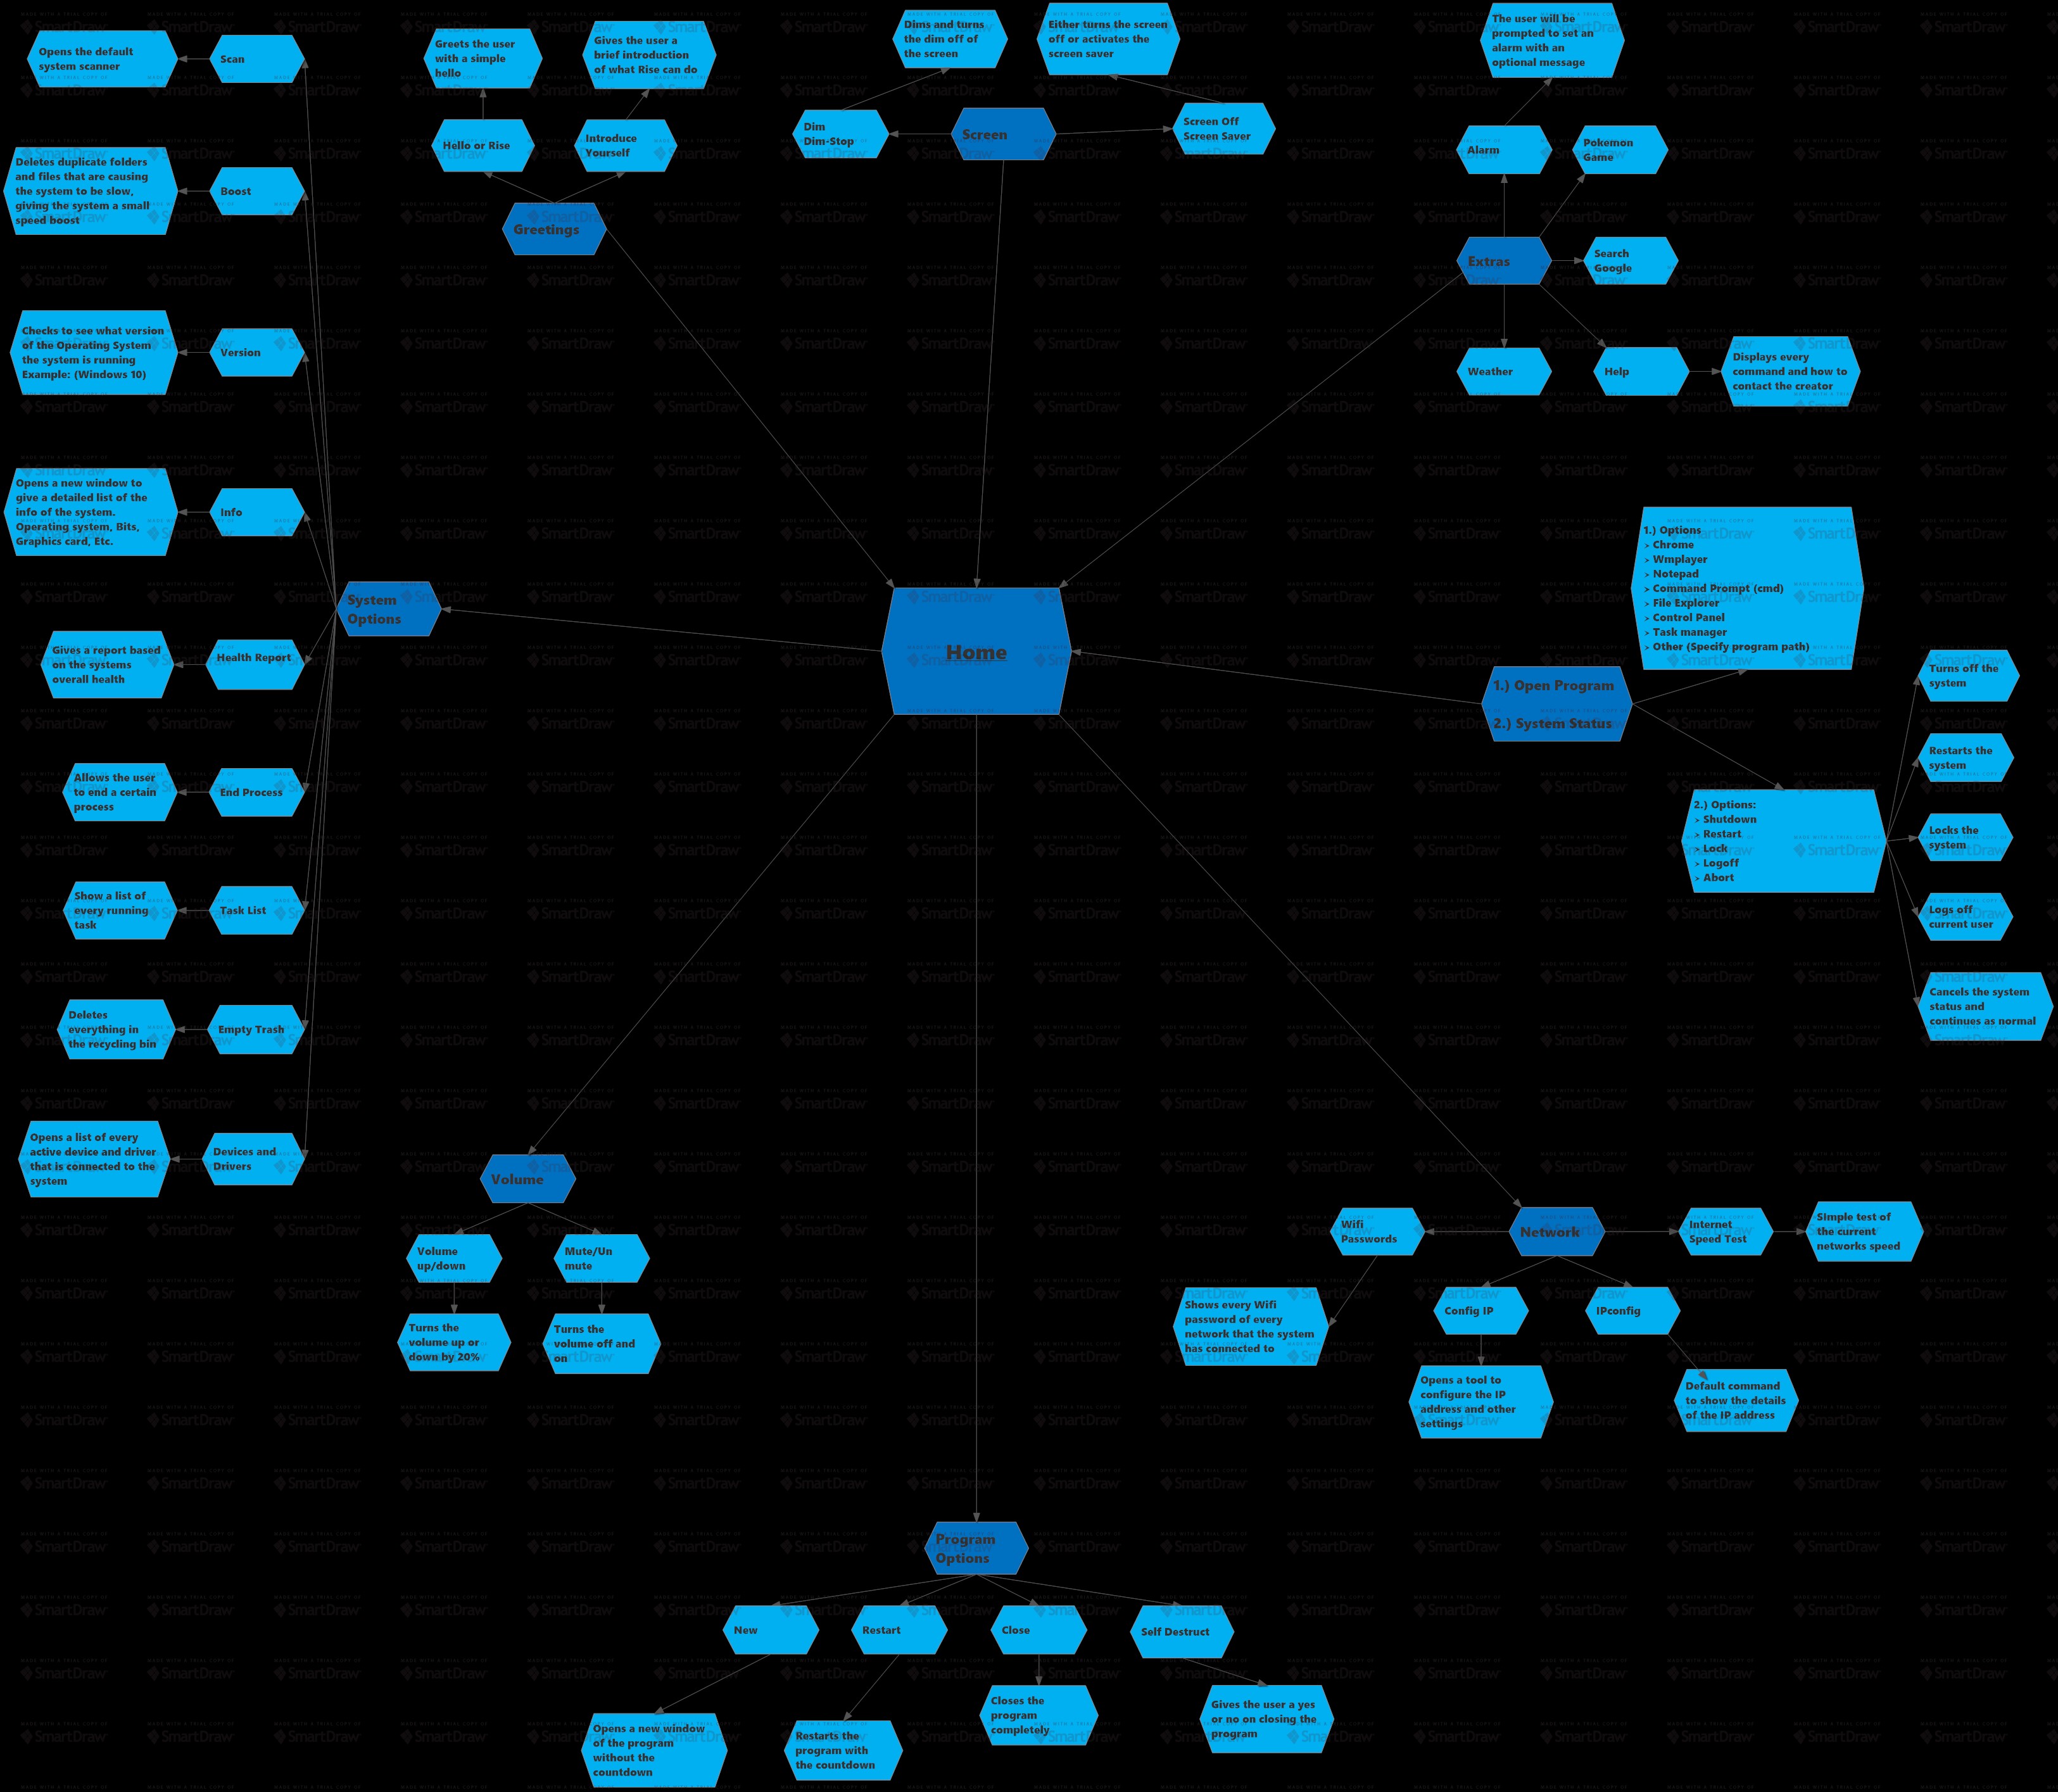 Opens the default
system scanner
Scan
Deletes duplicate folders
and files that are causing
the system to be slow,
giving the system a small
speed boost
Boost
Checks to see what version
of the Operating System
the system is running
Example: (Windows 10)
Version
Opens a new window to
give a detailed list of the
info of the system.
Operating system, Bits,
Graphics card, Etc.
Info
Gives a report based
on the systems
overall health
Health Report
Allows the user
to end a certain
process
End Process
Show a list of
every running
task
Task List
Deletes
everything in
the recycling bin
Empty Trash
Opens a list of every
active device and driver
that is connected to the
system
Devices and
Drivers
System
Options
Greets the user
with a simple
hello
Gives the user a
brief introduction
of what Rise can do
Hello or Rise
Introduce
Yourself
Greetings
Dims and turns
the dim off of
the screen
Either turns the screen
off or activates the
screen saver
Dim
Dim-Stop
Screen
Screen Off
Screen Saver
The user will be
prompted to set an
alarm with an
optional message
Alarm
Pokemon
Game
Extras
Search
Google
Weather
Help
Displays every
command and how to
contact the creator
Home
1.) Open Program
2.) System Status
1.) Options
➢ Chrome
➢ Wmplayer
➢ Notepad
➢ Command Prompt (cmd)
➢ File Explorer
➢ Control Panel
➢ Task manager
➢ Other (Specify program path)
2.) Options:
➢ Shutdown
➢ Restart
➢ Lock
➢ Logoff
➢ Abort
Turns off the
system
Restarts the
system
Locks the
system
Logs off
current user
Cancels the system
status and
continues as normal
Volume
Volume
up/down
Mute/Un
mute
Turns the
volume up or
down by 20%
Turns the
volume off and
on
Wifi
Passwords
Network
Internet
Speed Test
SImple test of
the current
networks speed
Shows every Wifi
password of every
network that the system
has connected to
Config IP
IPconfig
Opens a tool to
configure the IP
address and other
settings
Default command
to show the details
of the IP address
Program
Options
New
Restart
Close
Self Destruct
Opens a new window
of the program
without the
countdown
Restarts the
program with
the countdown
Closes the
program
completely
Gives the user a yes
or no on closing the
program
MADE WITH A TRIAL COPY OF
SmartDraw